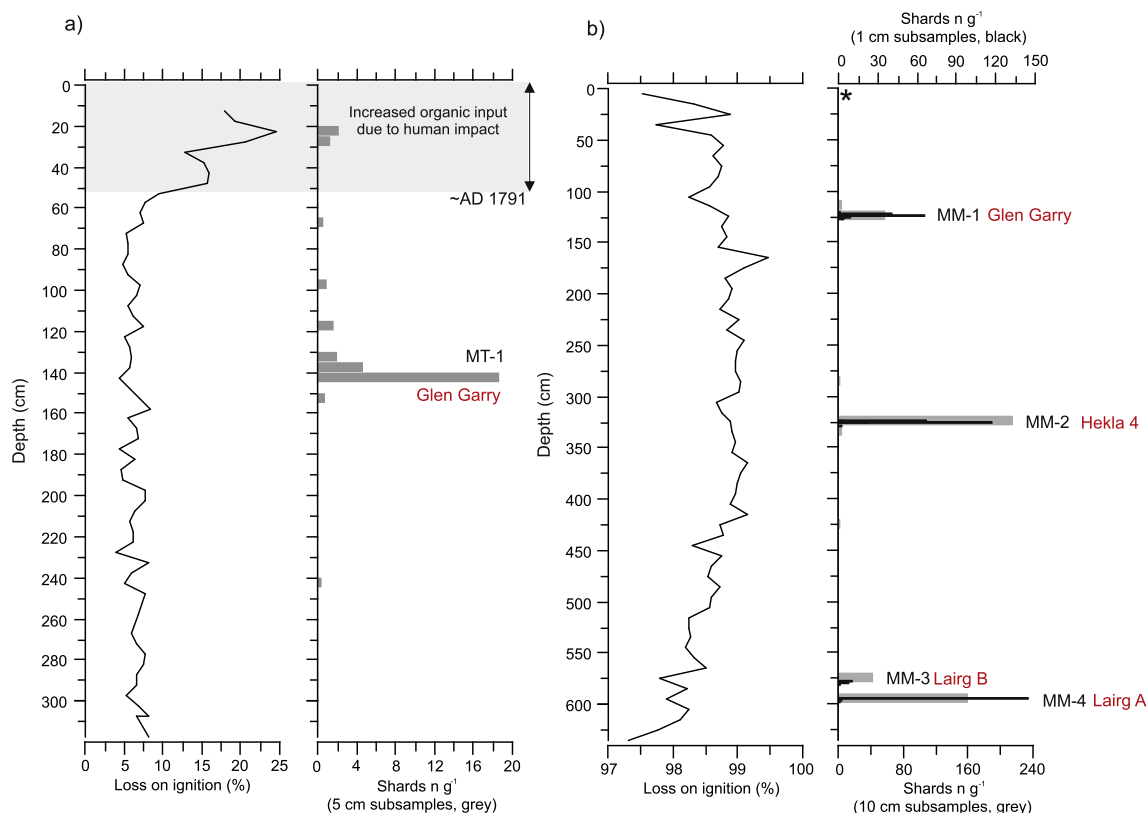 a)
0
20
40
60
80
100
120
140
160
180
200
220
240
260
280
300
Depth (cm)
0 5 10 15 20 25
Loss on ignition (%)
Increased organic input
due to human impact
~AD 1791
MT-1
Glen Garry
0 4 8 12 16 20
Shards n g⁻¹
(5 cm subsamples, grey)
b)
0
50
100
150
200
250
300
350
400
450
500
550
600
Depth (cm)
97 98 99 100
Loss on ignition (%)
Shards n g⁻¹
(1 cm subsamples, black)
0 30 60 90 120 150
*
MM-1 Glen Garry
MM-2 Hekla 4
MM-3 Lairg B
MM-4 Lairg A
0 80 160 240
Shards n g⁻¹
(10 cm subsamples, grey)